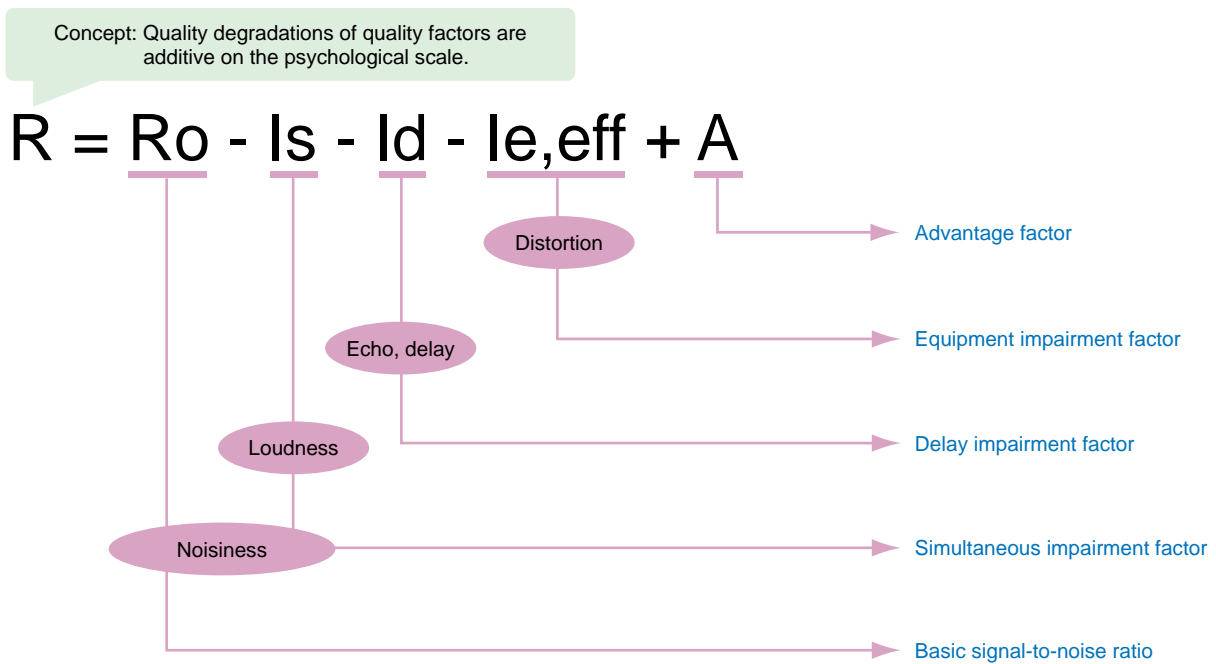 Concept: Quality degradations of quality factors are
additive on the psychological scale.
R = Ro - Is - Id - Ie,eff + A
Advantage factor
Distortion
Equipment impairment factor
Echo, delay
Delay impairment factor
Loudness
Noisiness
Simultaneous impairment factor
Basic signal-to-noise ratio